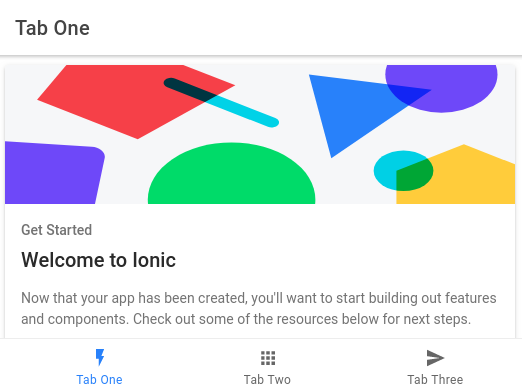 Tab One
Get Started
Welcome to Ionic
Now that your app has been created, you'll want to start building out features
and components. Check out some of the resources below for next steps.
Tab One
Tab Two
Tab Three